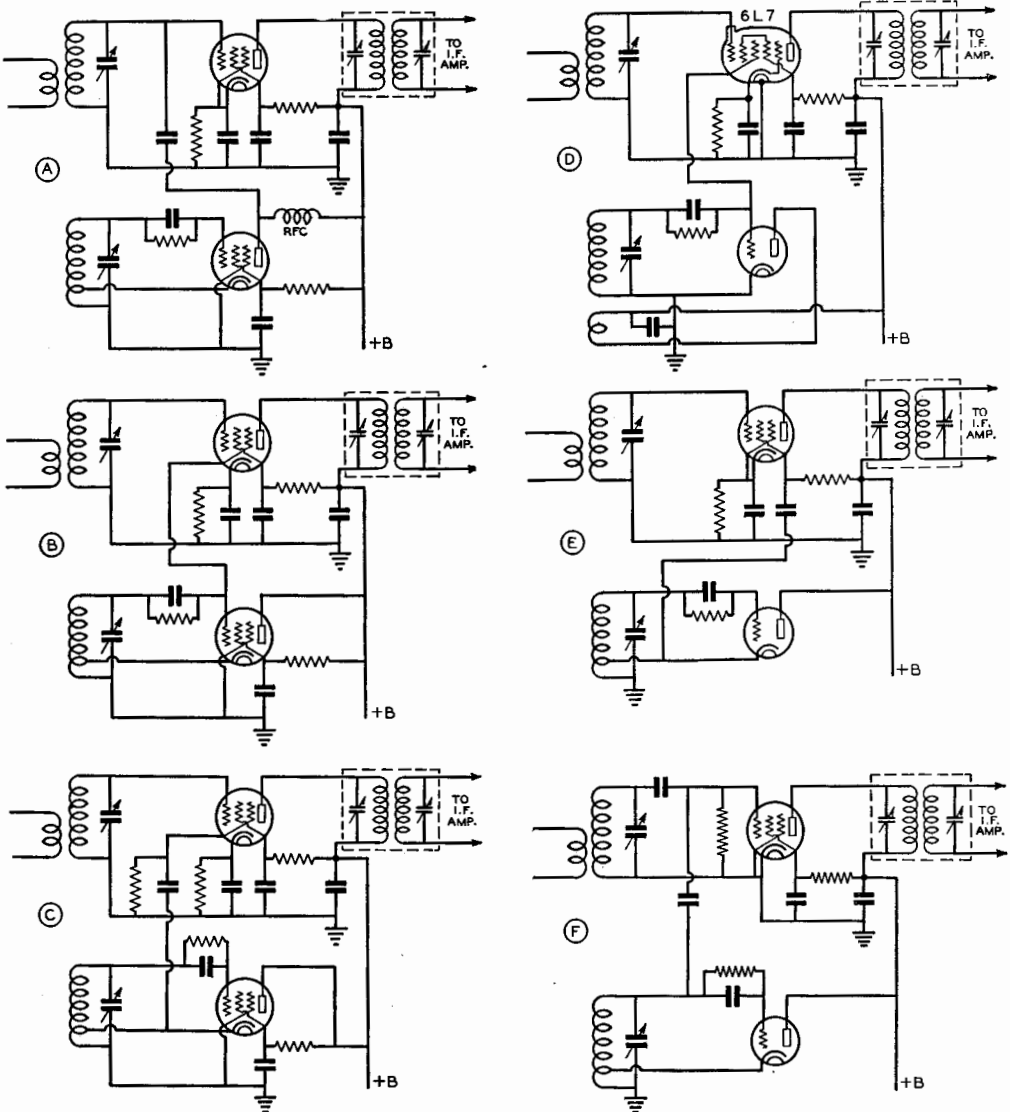 TO
I.F.
AMP.
A
RFC
+B
6L7
TO
I.F.
AMP.
D
+B
TO
I.F.
AMP.
B
+B
TO
I.F.
AMP.
E
+B
TO
I.F.
AMP.
C
+B
TO
I.F.
AMP.
F
+B